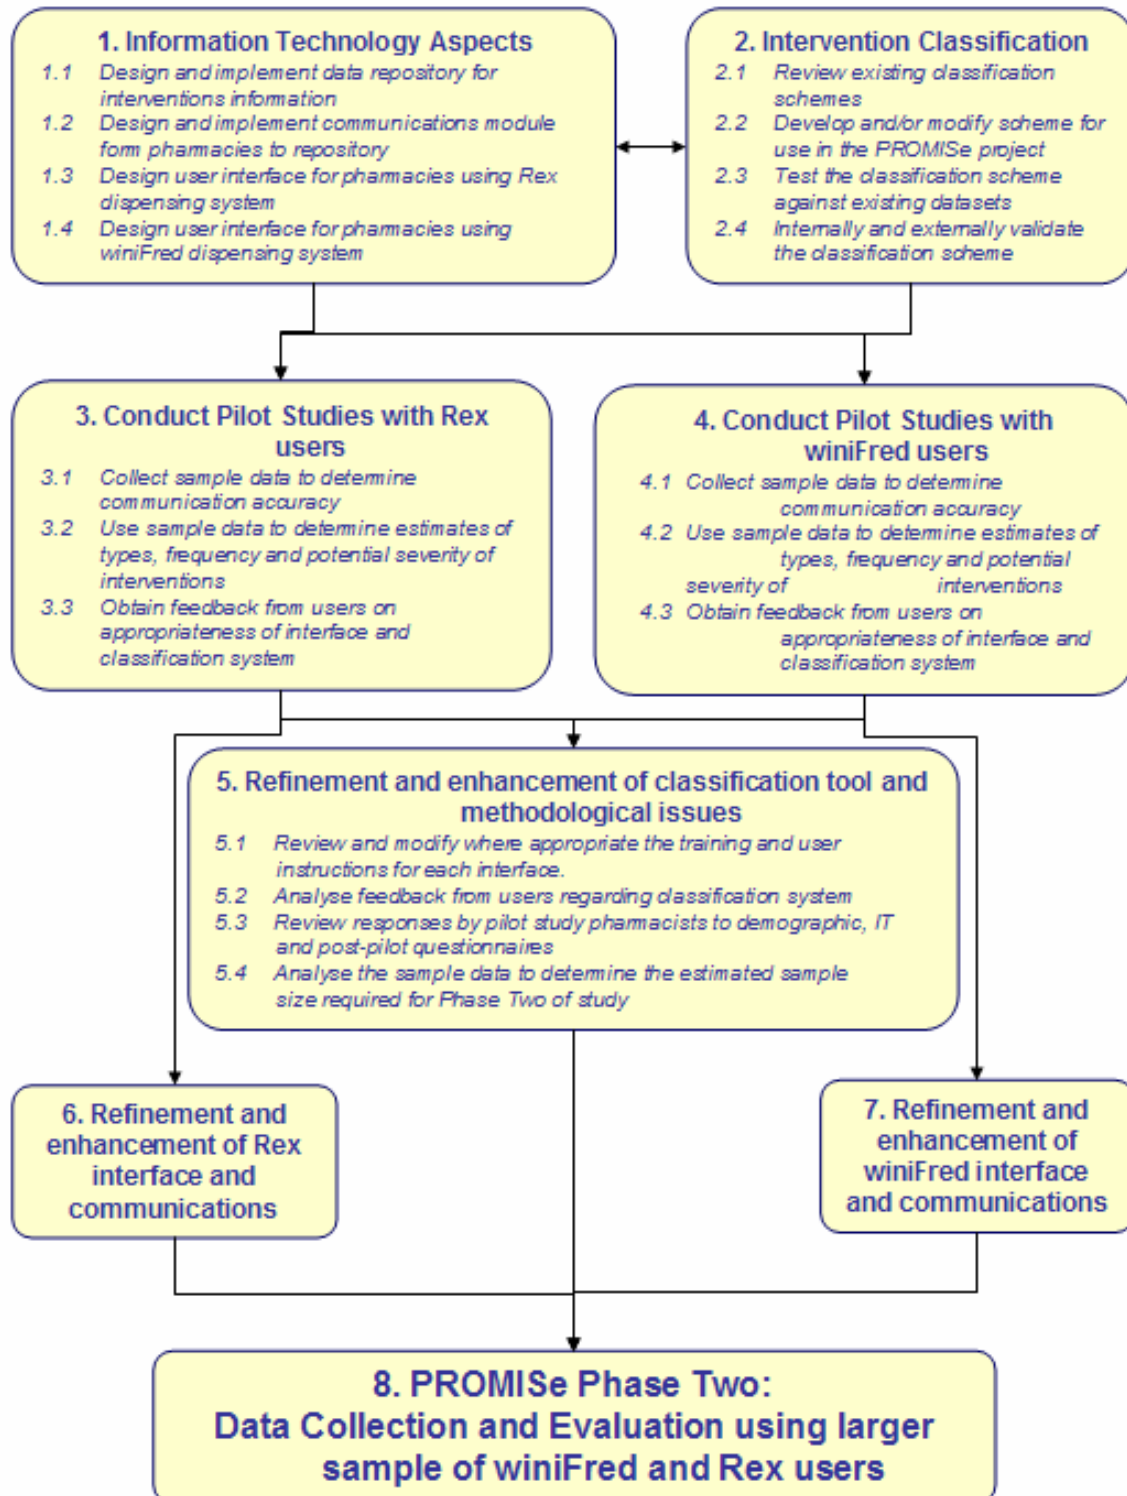 1. Information Technology Aspects
1.1 Design and implement data repository for
interventions information
1.2 Design and implement communications module
form pharmacies to repository
1.3 Design user interface for pharmacies using Rex
dispensing system
1.4 Design user interface for pharmacies using
winiFred dispensing system
2. Intervention Classification
2.1 Review existing classification
schemes
2.2 Develop and/or modify scheme for
use in the PROMISe project
2.3 Test the classification scheme
against existing datasets
2.4 Internally and externally validate
the classification scheme
3. Conduct Pilot Studies with Rex
users
3.1 Collect sample data to determine
communication accuracy
3.2 Use sample data to determine estimates of
types, frequency and potential severity of
interventions
3.3 Obtain feedback from users on
appropriateness of interface and
classification system
4. Conduct Pilot Studies with
winiFred users
4.1 Collect sample data to determine
communication accuracy
4.2 Use sample data to determine estimates of
types, frequency and potential
severity of interventions
4.3 Obtain feedback from users on
appropriateness of interface and
classification system
5. Refinement and enhancement of classification tool and
methodological issues
5.1 Review and modify where appropriate the training and user
instructions for each interface.
5.2 Analyse feedback from users regarding classification system
5.3 Review responses by pilot study pharmacists to demographic, IT
and post-pilot questionnaires
5.4 Analyse the sample data to determine the estimated sample
size required for Phase Two of study
6. Refinement and
enhancement of Rex
interface and
communications
7. Refinement and
enhancement of
winiFred interface
and communications
8. PROMISe Phase Two:
Data Collection and Evaluation using larger
sample of winiFred and Rex users